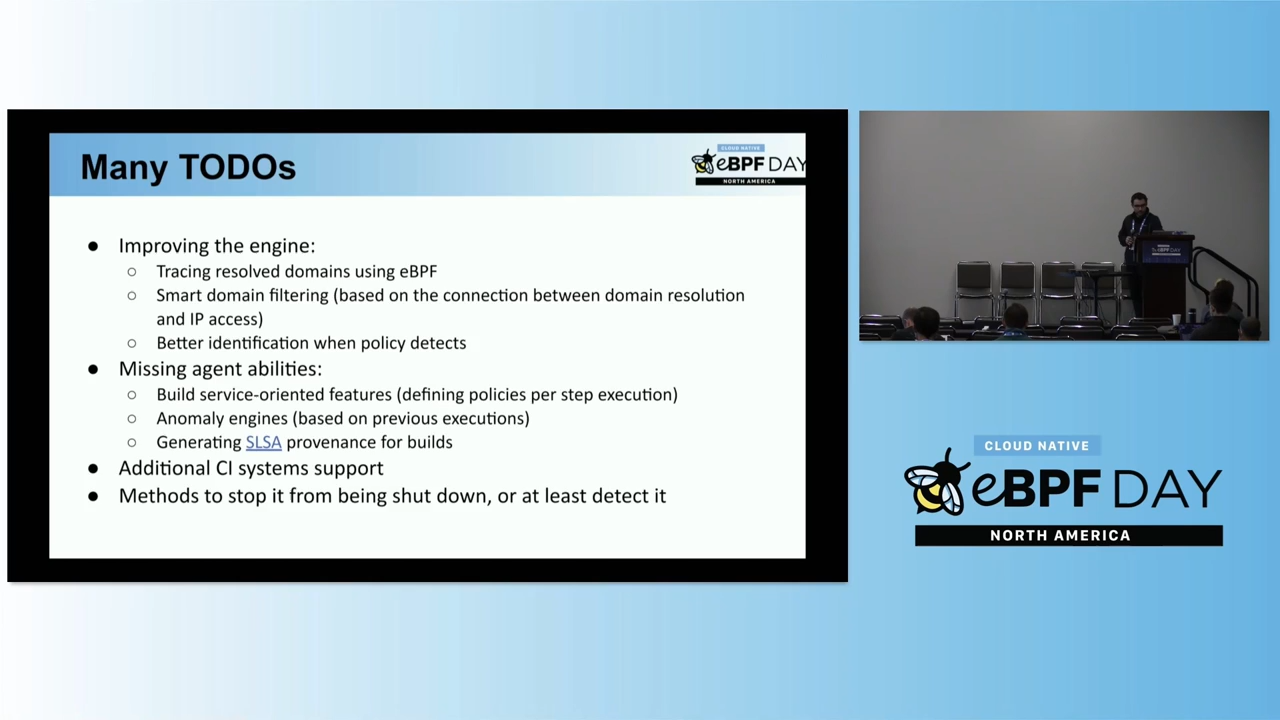 Many TODOs
CLOUD NATIVE
eBPF DAY
NORTH AMERICA
● Improving the engine:
○ Tracing resolved domains using eBPF
○ Smart domain filtering (based on the connection between domain resolution
and IP access)
○ Better identification when policy detects
● Missing agent abilities:
○ Build service-oriented features (defining policies per step execution)
○ Anomaly engines (based on previous executions)
○ Generating SLSA provenance for builds
● Additional CI systems support
● Methods to stop it from being shut down, or at least detect it
eBPF DAY
CLOUD NATIVE
eBPF DAY
NORTH AMERICA